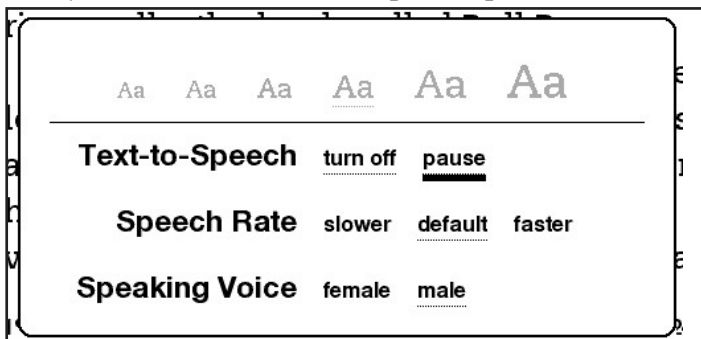 Aa Aa Aa Aa Aa Aa
Text-to-Speech turn off pause
Speech Rate slower default faster
Speaking Voice female male